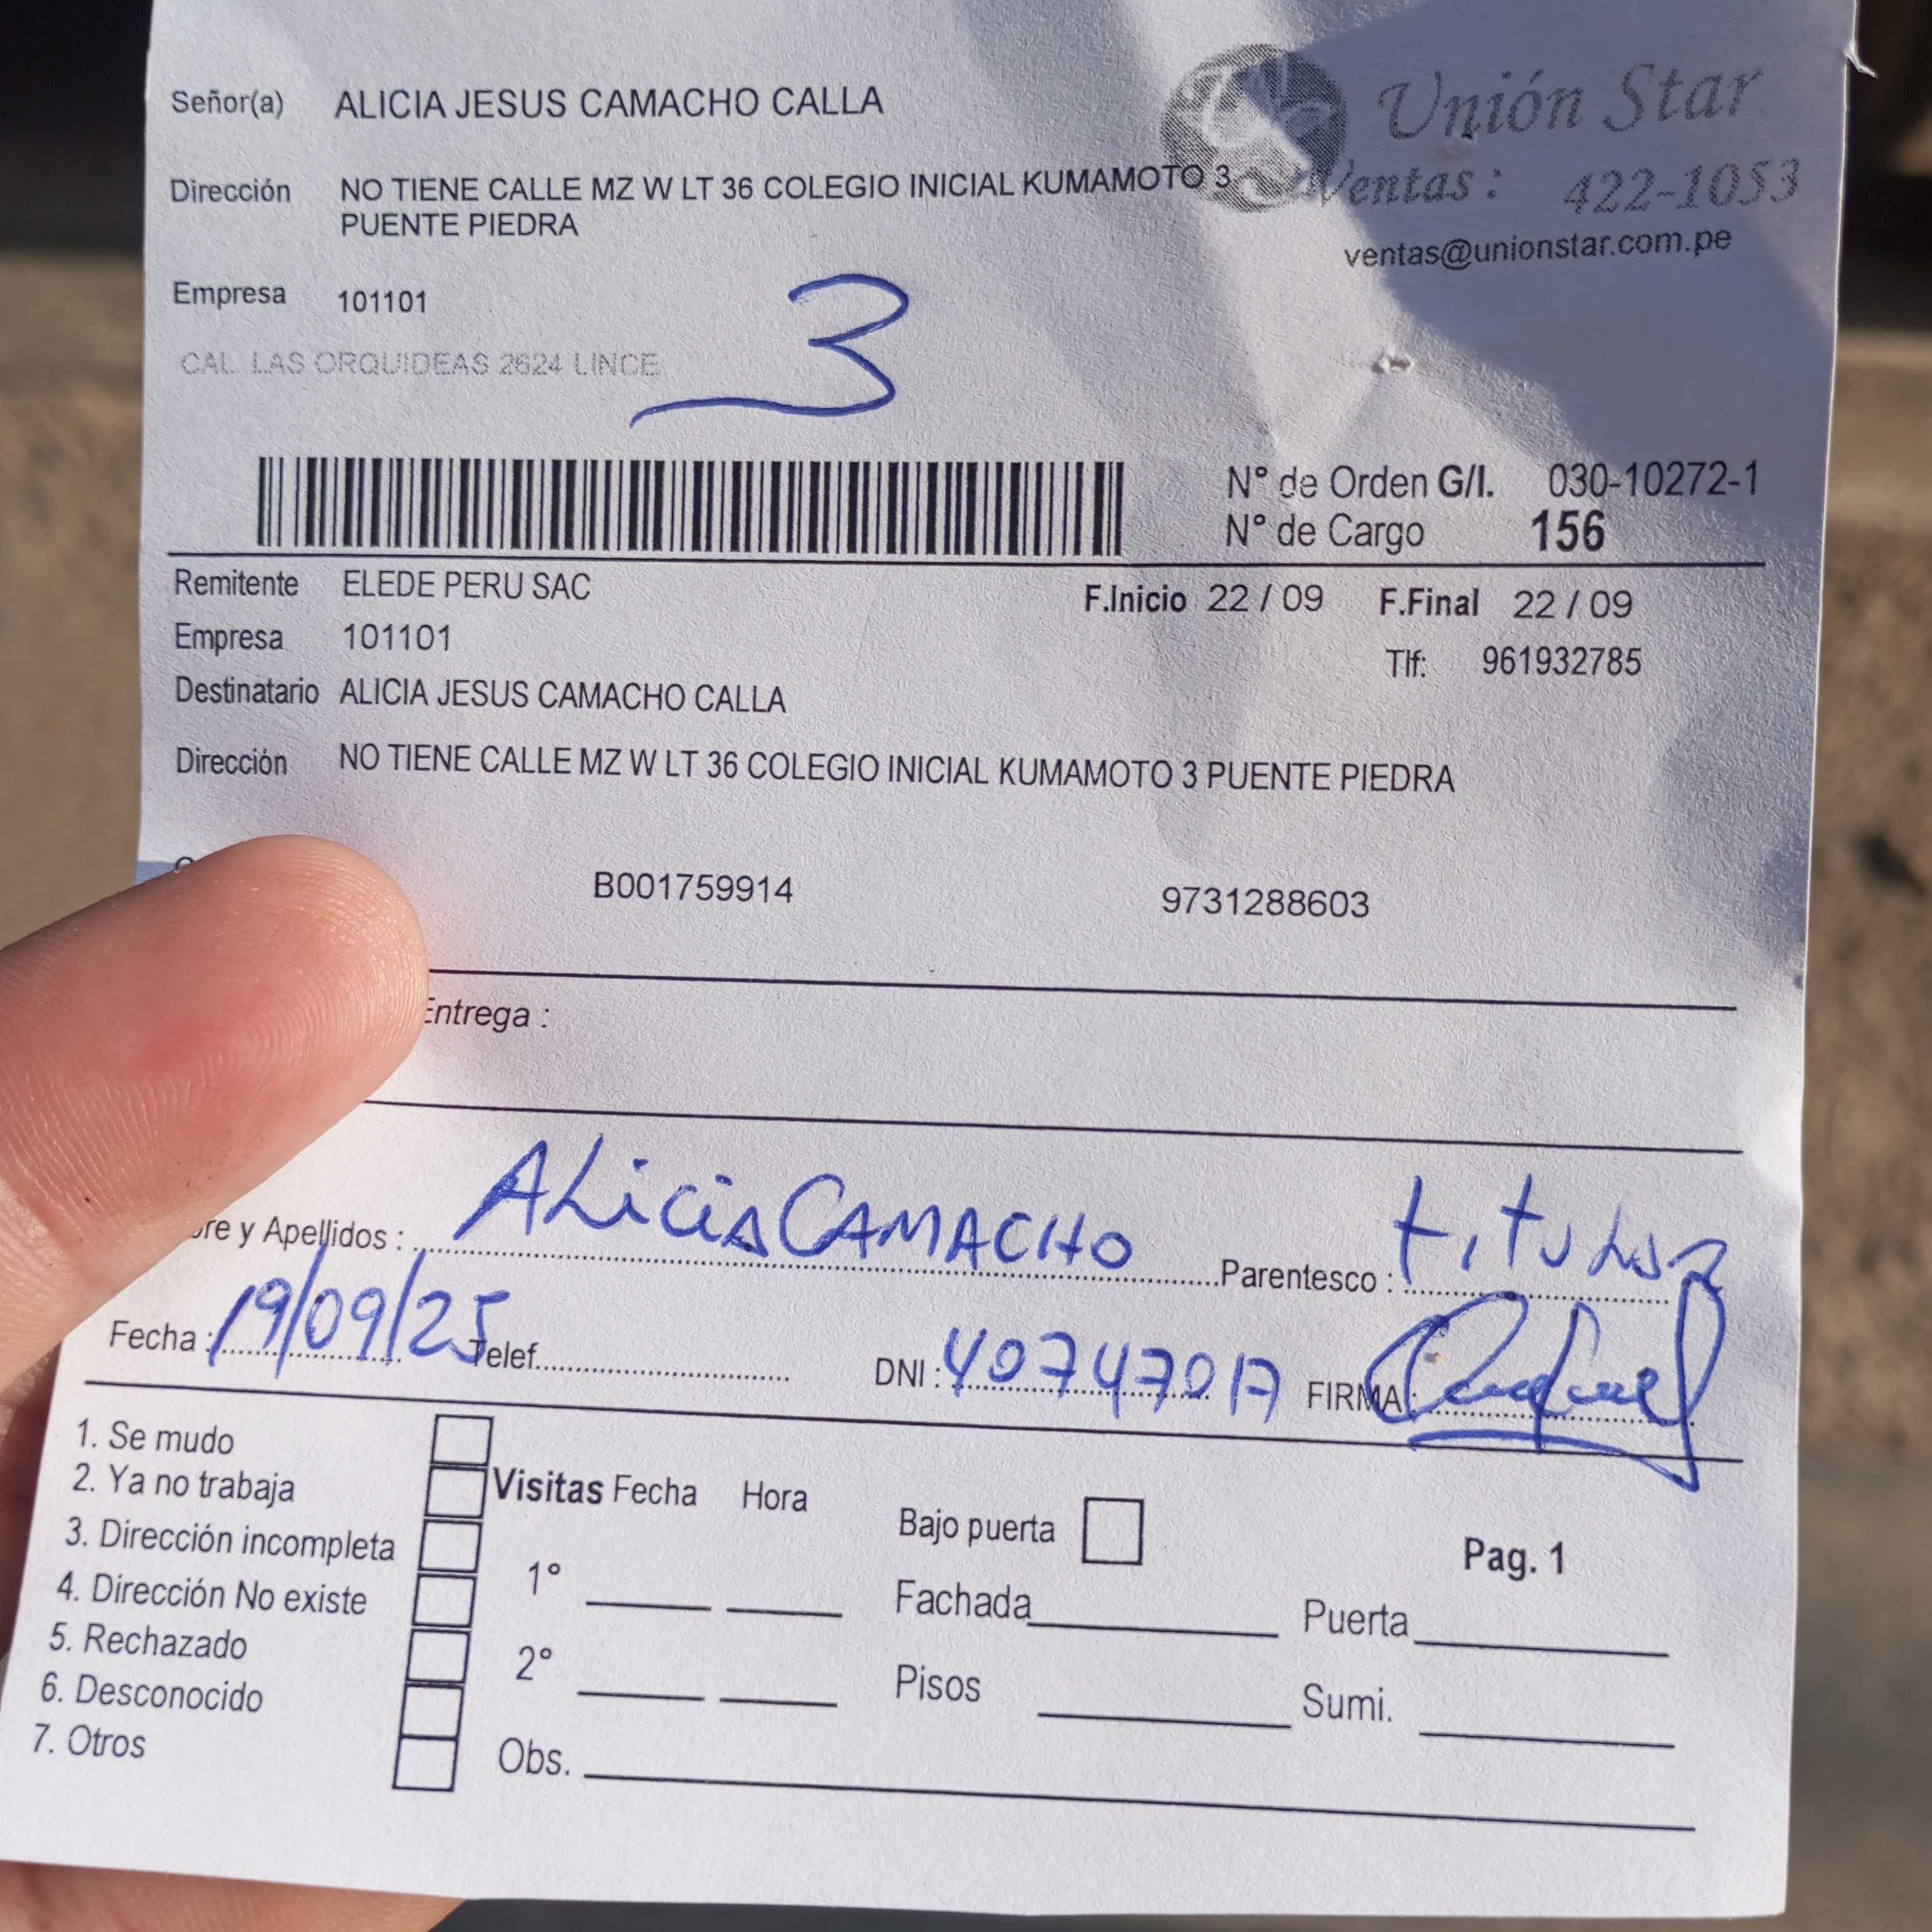 Señor(a) ALICIA JESUS CAMACHO CALLA
Unión Star
Dirección NO TIENE CALLE MZ W LT 36 COLEGIO INICIAL KUMAMOTO 3
PUENTE PIEDRA
Ventas: 422-1053
ventas@unionstar.com.pe
Empresa 101101
3
CAL. LAS ORQUIDEAS 2624 LINCE
N° de Orden G/I. 030-10272-1
N° de Cargo 156
Remitente ELEDE PERU SAC F.Inicio 22 / 09 F.Final 22 / 09
Empresa 101101 Tlf: 961932785
Destinatario ALICIA JESUS CAMACHO CALLA
Dirección NO TIENE CALLE MZ W LT 36 COLEGIO INICIAL KUMAMOTO 3 PUENTE PIEDRA
B001759914 9731288603
Entrega :
re y Apellidos : ALiciA CAMACHO Parentesco : titular
Fecha : 19/09/25 Telef. DNI : 40747017 FIRMA :
1. Se mudo
2. Ya no trabaja
3. Dirección incompleta
4. Dirección No existe
5. Rechazado
6. Desconocido
7. Otros
Visitas Fecha Hora
1°
2°
Obs.
Bajo puerta
Pag. 1
Fachada Puerta
Pisos Sumi.